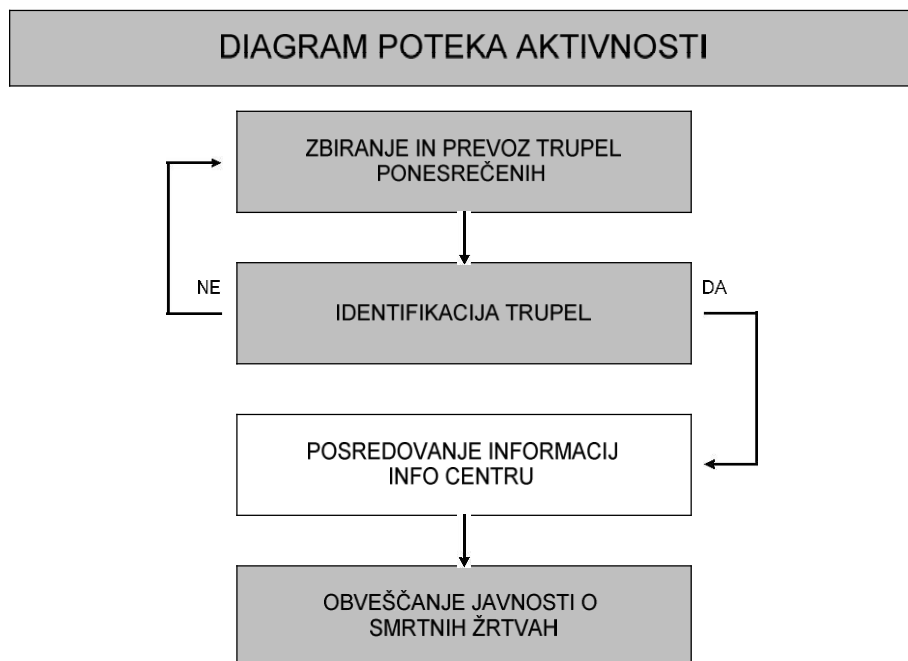 DIAGRAM POTEKA AKTIVNOSTI
ZBIRANJE IN PREVOZ TRUPEL
PONESREČENIH
NE
IDENTIFIKACIJA TRUPEL
DA
POSREDOVANJE INFORMACIJ
INFO CENTRU
OBVEŠČANJE JAVNOSTI O
SMRTNIH ŽRTVAH